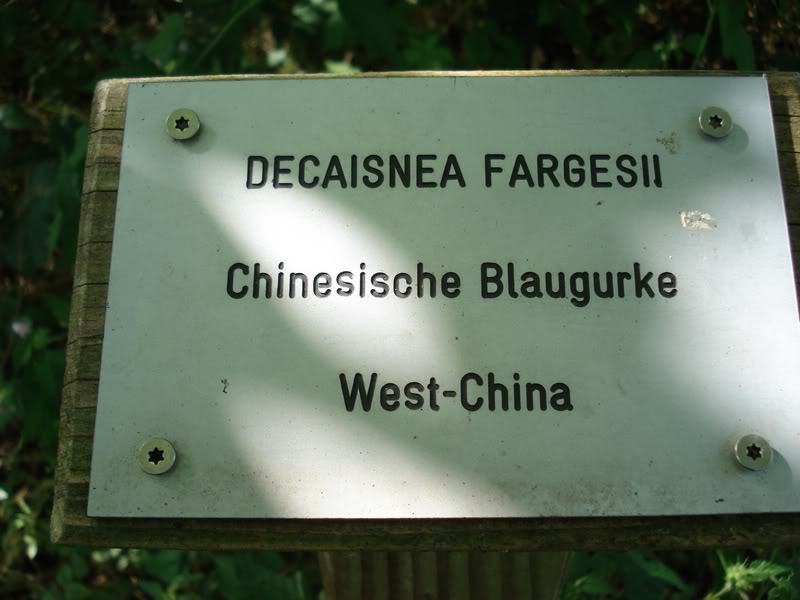 DECAISNEA FARGESII
Chinesische Blaugurke
West-China